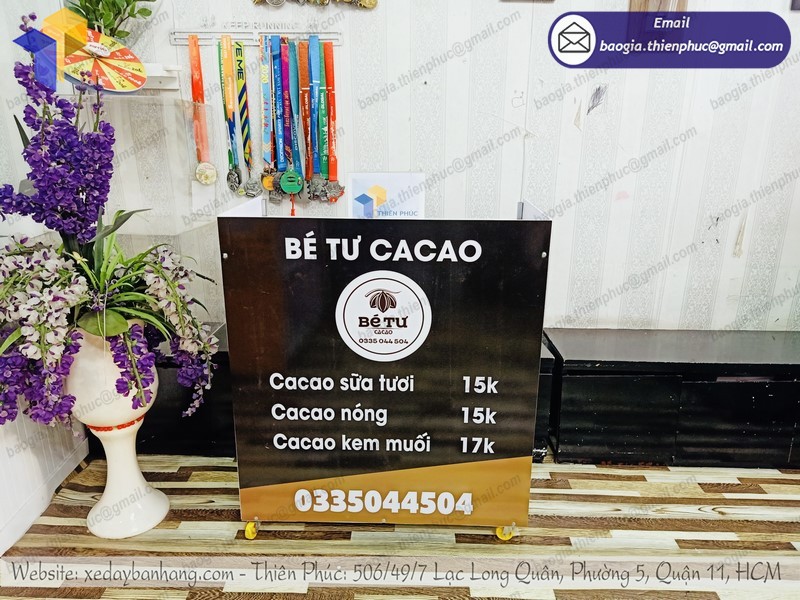 Email
baogia.thienphuc@gmail.com
THIÊN PHÚC
BÉ TƯ CACAO
BÉ TƯ
CACAO
0335 044 504
Cacao sữa tươi 15k
Cacao nóng 15k
Cacao kem muối 17k
0335044504
Website: xedaybanhang.com - Thiên Phúc: 506/49/7 Lạc Long Quân, Phường 5, Quận 11, HCM